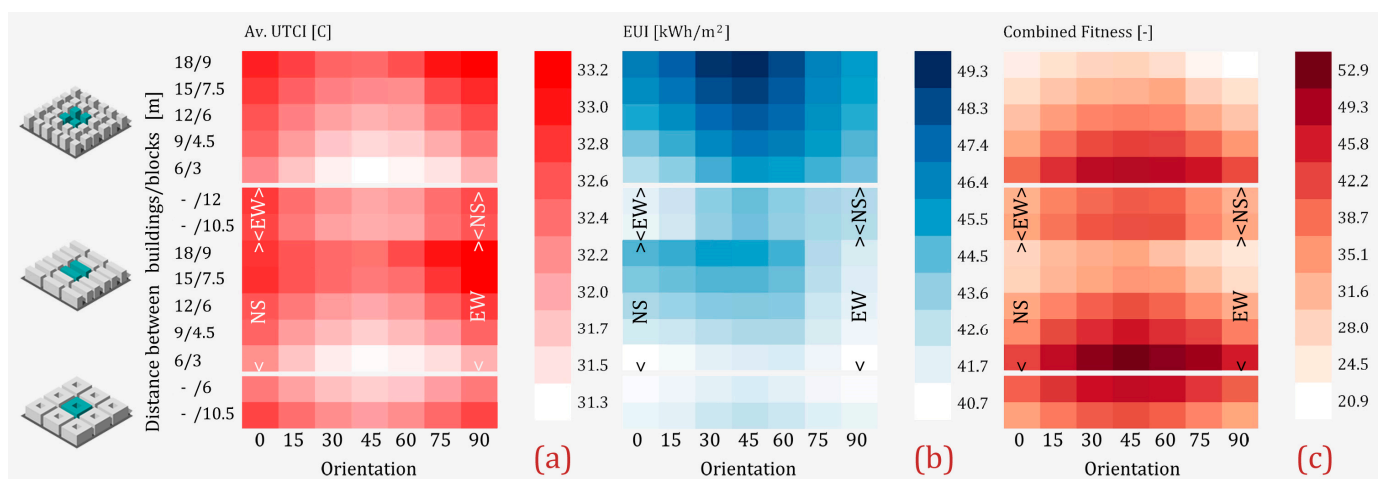 Av. UTCI [C]
EUI [kWh/m²]
Combined Fitness [-]
Distance between buildings/blocks [m]
18/9
15/7.5
12/6
9/4.5
6/3
- /12
- /10.5
18/9
15/7.5
12/6
9/4.5
6/3
- /6
- /10.5
><EW>
NS
<
><NS>
EW
<
33.2
33.0
32.8
32.6
32.4
32.2
32.0
31.7
31.5
31.3
0 15 30 45 60 75 90
Orientation
(a)
><EW>
NS
<
><NS>
EW
<
49.3
48.3
47.4
46.4
45.5
44.5
43.6
42.6
41.7
40.7
0 15 30 45 60 75 90
Orientation
(b)
><EW>
NS
<
><NS>
EW
<
52.9
49.3
45.8
42.2
38.7
35.1
31.6
28.0
24.5
20.9
0 15 30 45 60 75 90
Orientation
(c)